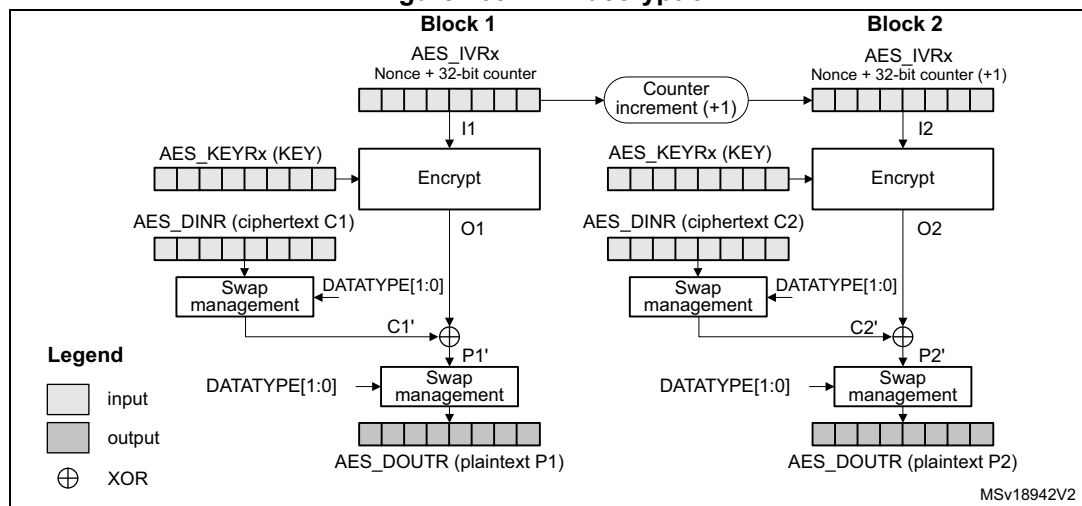 Block 1
Block 2
AES_IVRx
Nonce + 32-bit counter
Counter
increment (+1)
AES_IVRx
Nonce + 32-bit counter (+1)
I1
I2
AES_KEYRx (KEY)
Encrypt
AES_KEYRx (KEY)
Encrypt
AES_DINR (ciphertext C1)
O1
AES_DINR (ciphertext C2)
O2
Swap
management
DATATYPE[1:0]
Swap
management
DATATYPE[1:0]
C1'
C2'
P1'
P2'
DATATYPE[1:0]
Swap
management
DATATYPE[1:0]
Swap
management
AES_DOUTR (plaintext P1)
AES_DOUTR (plaintext P2)
Legend
input
output
XOR
MSv18942V2